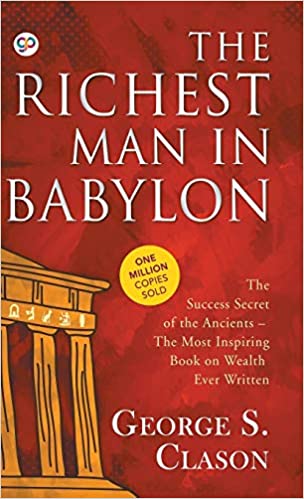 gp
THE
RICHEST
MAN IN
BABYLON
ONE
MILLION
COPIES
SOLD
The
Success Secret
of the Ancients –
The Most Inspiring
Book on Wealth
Ever Written
GEORGE S.
CLASON